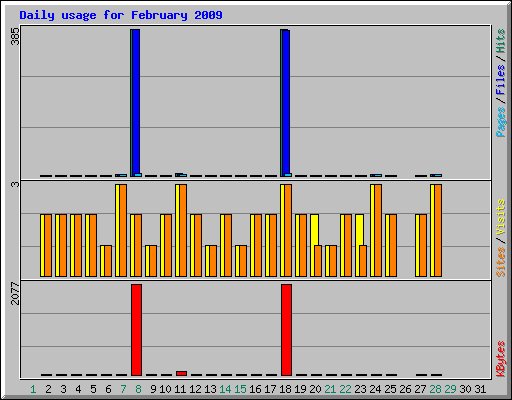 Daily usage for February 2009
385
Pages / Files / Hits
3
Sites / Visits
2077
KBytes
1 2 3 4 5 6 7 8 9 10 11 12 13 14 15 16 17 18 19 20 21 22 23 24 25 26 27 28 29 30 31